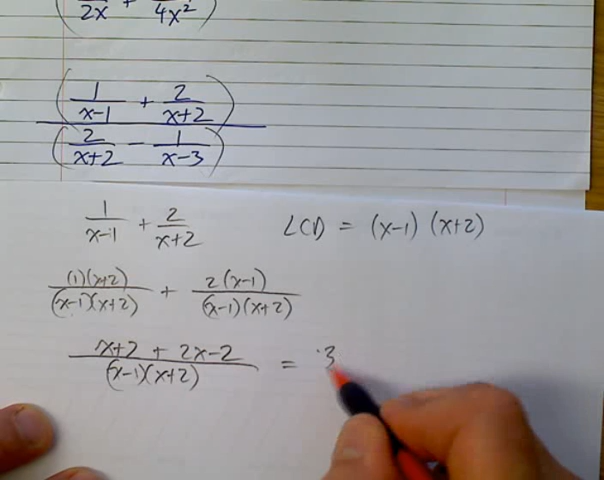 (/2x + /4x²)
(1/(x-1) + 2/(x+2))
(2/(x+2) - 1/(x-3))
1/(x-1) + 2/(x+2) LCD = (x-1) (x+2)
(1)(x+2)/((x-1)(x+2)) + 2(x-1)/((x-1)(x+2))
(x+2 + 2x-2)/((x-1)(x+2)) = 3